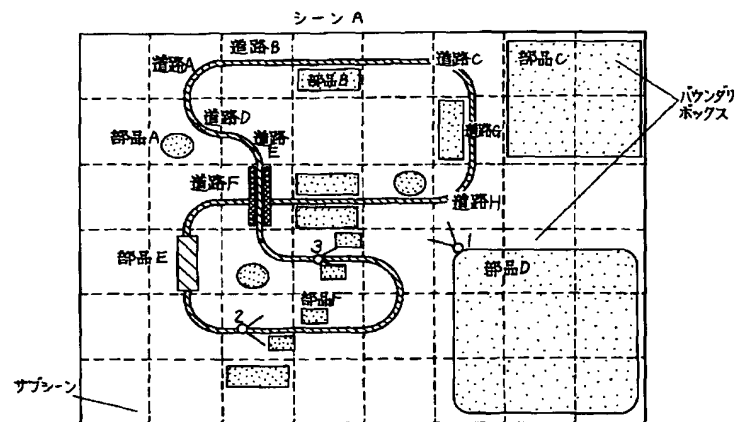 シーンA
道路A
道路B
道路C
部品B
部品C
バウンダリ
ボックス
道路D
部品A
道路
E
道路G
道路F
道路H
1
3
部品E
部品D
部品F
2
サブシーン